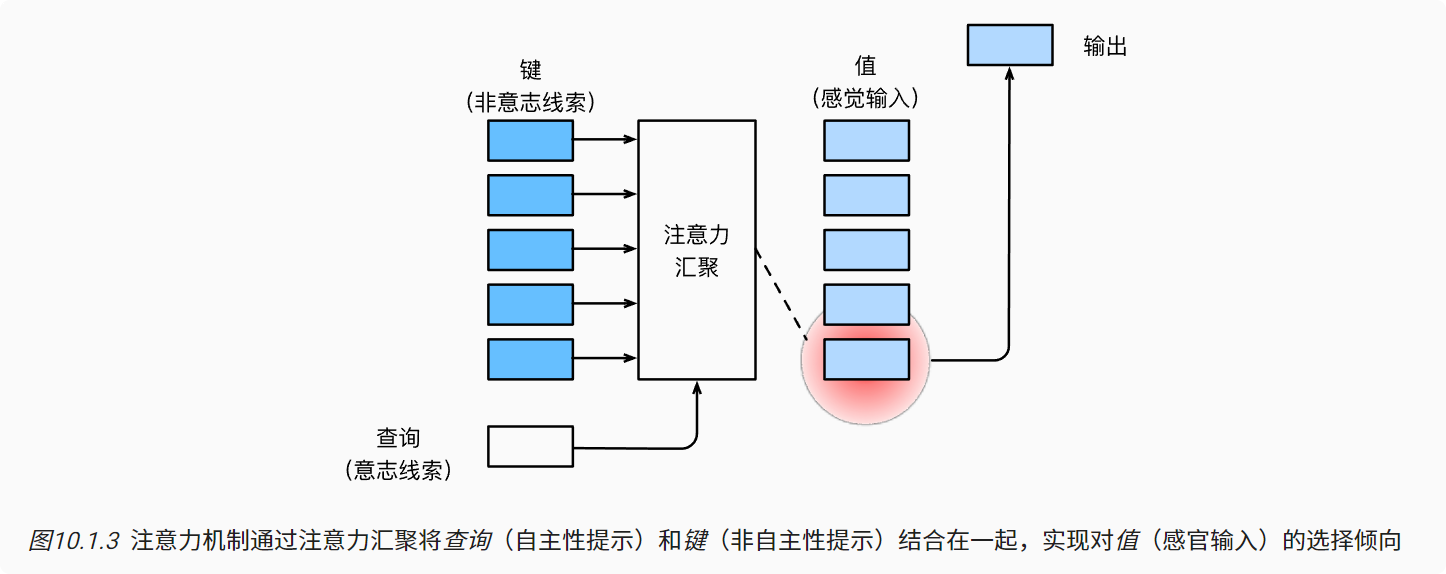 键
（非意志线索）
值
（感觉输入）
输出
注意力
汇聚
查询
（意志线索）
图10.1.3 注意力机制通过注意力汇聚将查询（自主性提示）和键（非自主性提示）结合在一起，实现对值（感官输入）的选择倾向